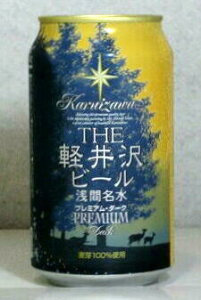 Karuizawa
THE
軽井沢
ビール
浅間名水
プレミアム・ダーク
PREMIUM
Dark
麦芽100%使用